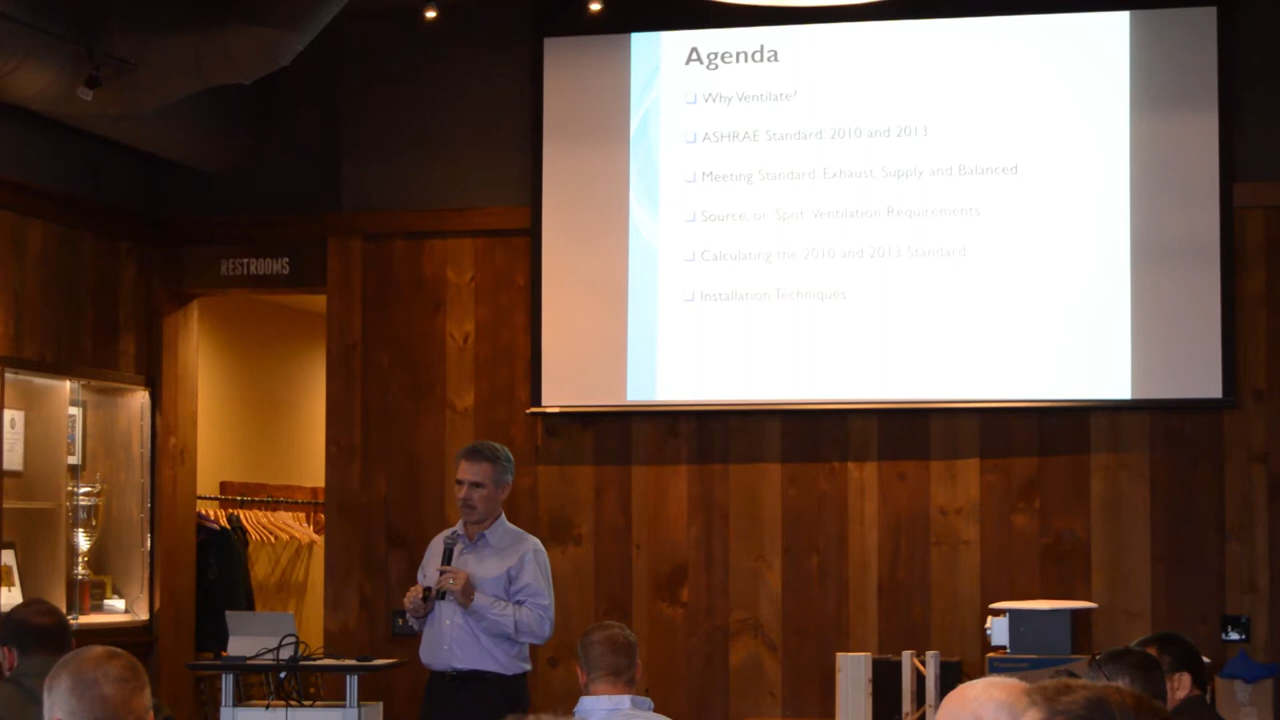 Agenda
Why Ventilate?
ASHRAE Standard: 2010 and 2013
Meeting Standard: Exhaust, Supply and Balanced
Source, or 'Spot' Ventilation Requirements
Calculating the 2010 and 2013 Standard
Installation Techniques
RESTROOMS
Panasonic